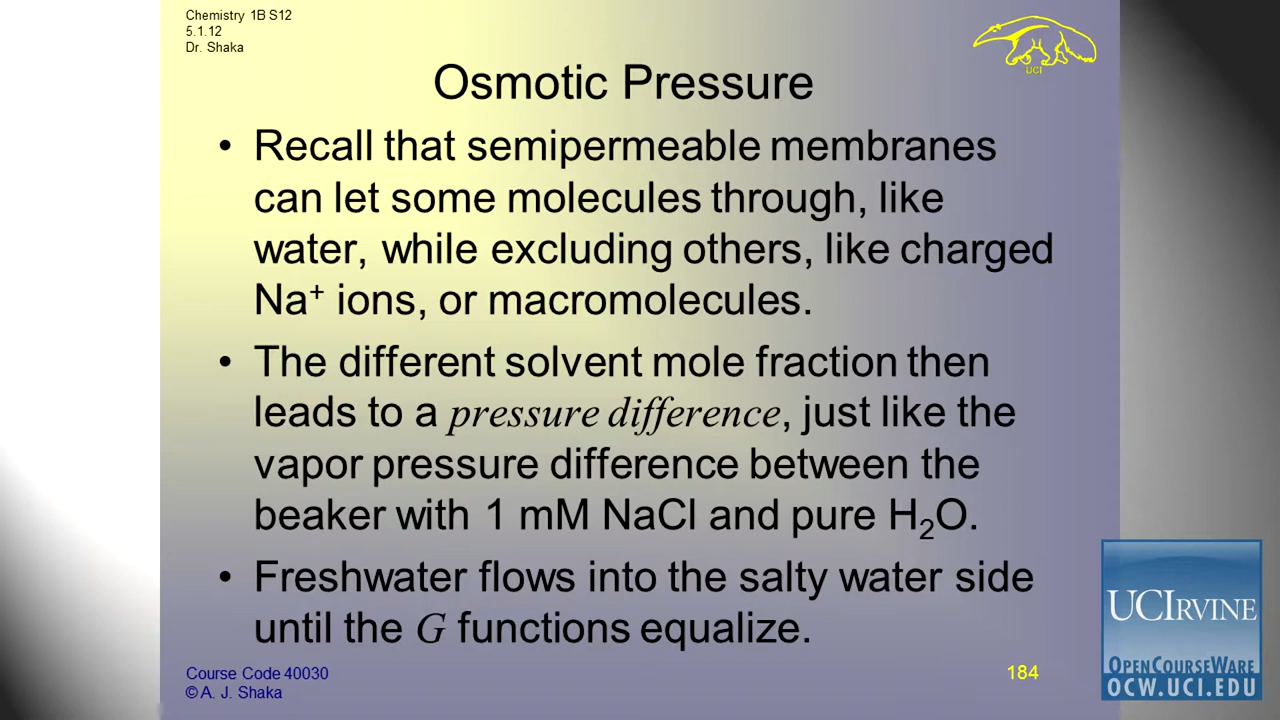 Chemistry 1B S12
5.1.12
Dr. Shaka
UCI
Osmotic Pressure
• Recall that semipermeable membranes
can let some molecules through, like
water, while excluding others, like charged
Na⁺ ions, or macromolecules.
• The different solvent mole fraction then
leads to a pressure difference, just like the
vapor pressure difference between the
beaker with 1 mM NaCl and pure H₂O.
• Freshwater flows into the salty water side
until the G functions equalize.
Course Code 40030
© A. J. Shaka
184
UCIRVINE
OPENCOURSEWARE
OCW.UCI.EDU